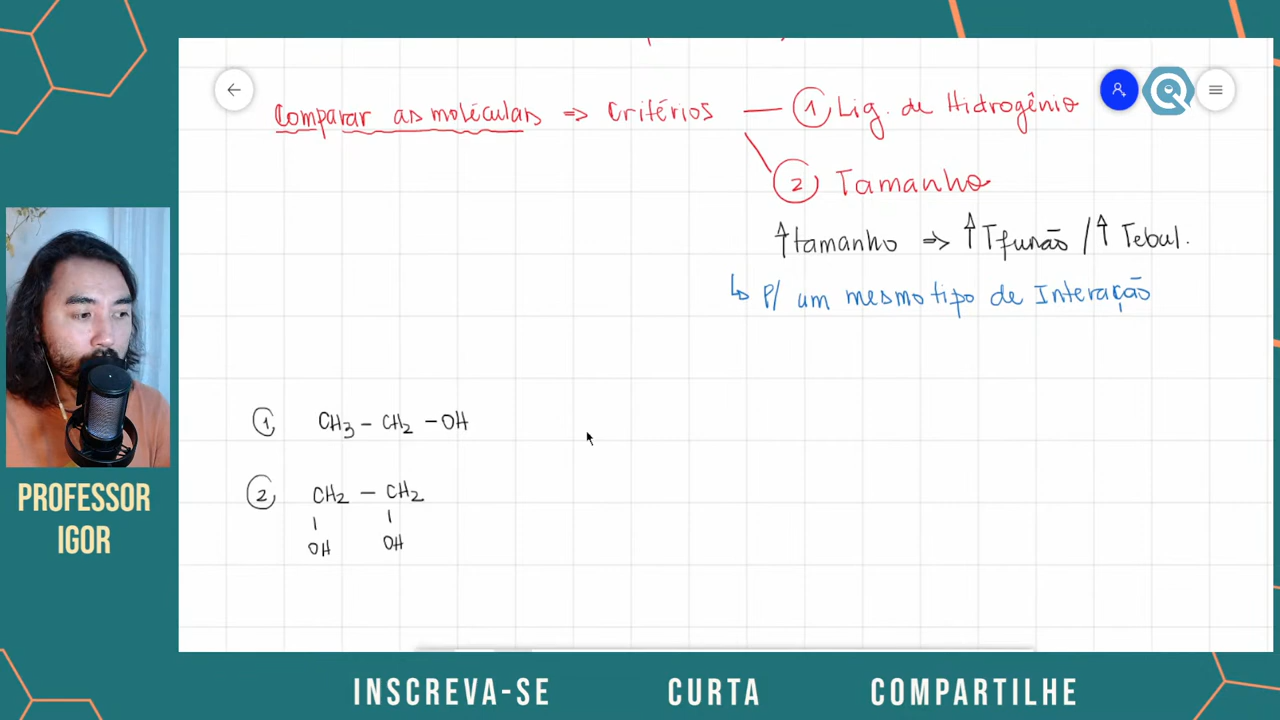 Comparar as moléculas => Critérios — ① Lig. de Hidrogênio
② Tamanho
↑tamanho => ↑Tfunão / ↑Tebul.
↳ P/ um mesmo tipo de Interação
① CH3 – CH2 – OH
② CH2 – CH2
OH OH
PROFESSOR
IGOR
INSCREVA-SE CURTA COMPARTILHE